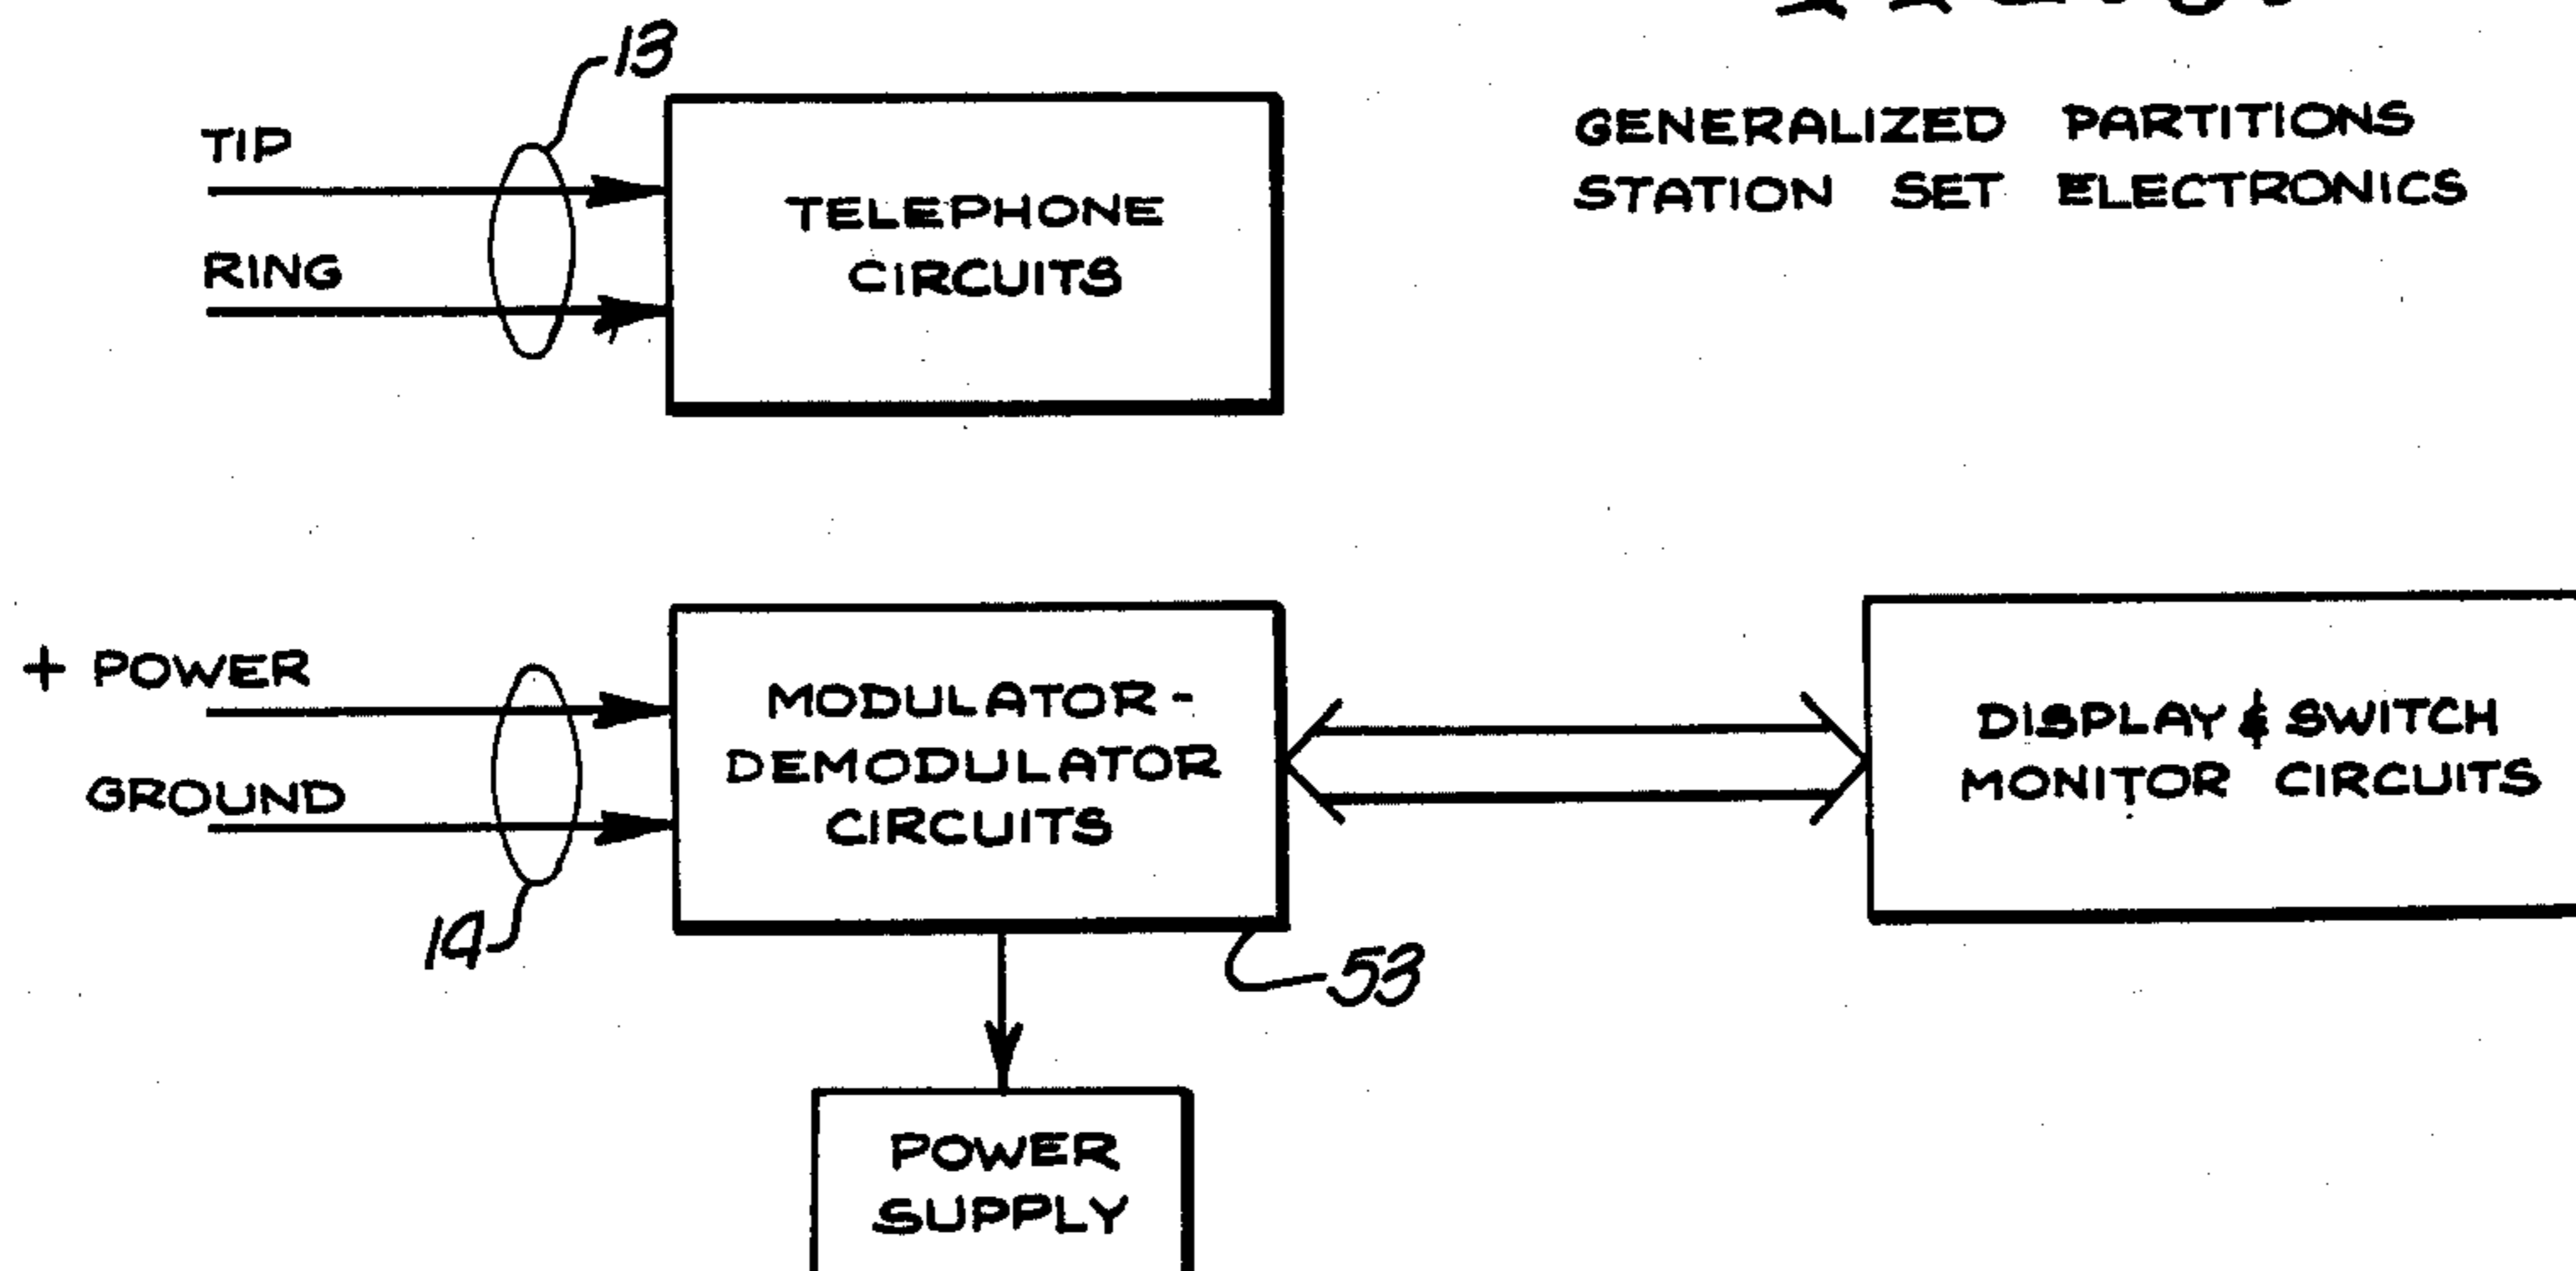 13
TIP
RING
TELEPHONE
CIRCUITS
GENERALIZED PARTITIONS
STATION SET ELECTRONICS
+ POWER
GROUND
14
MODULATOR-
DEMODULATOR
CIRCUITS
53
DISPLAY & SWITCH
MONITOR CIRCUITS
POWER
SUPPLY